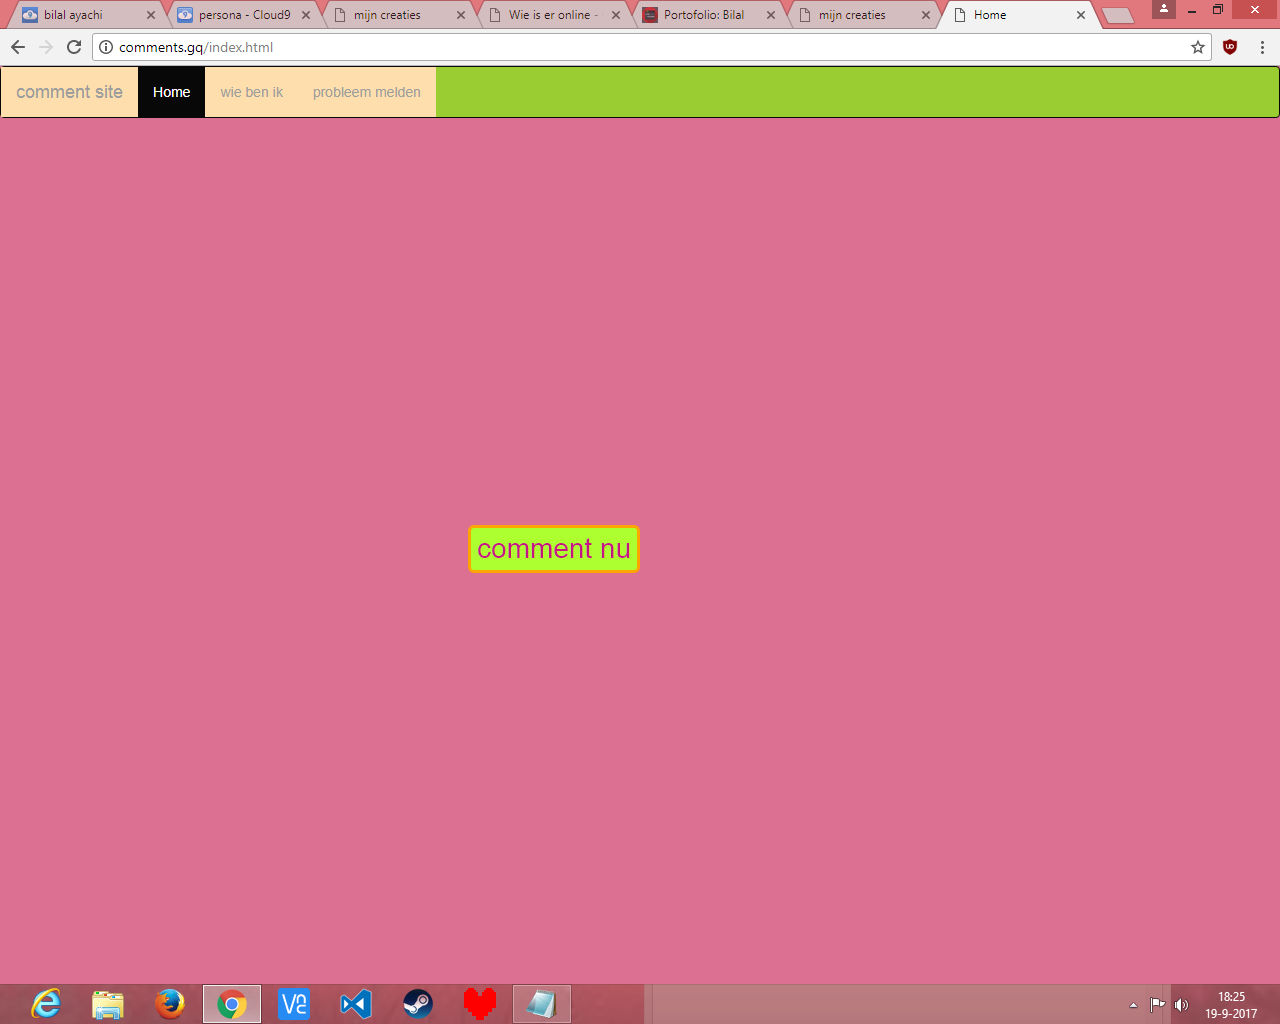 bilal ayachi persona - Cloud9 mijn creaties Wie is er online - Portofolio: Bilal mijn creaties Home
comments.gq/index.html
comment site Home wie ben ik probleem melden
comment nu
18:25
19-9-2017